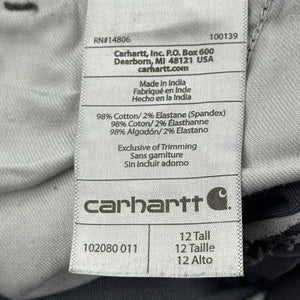 RN#14806 100139
Carhartt, Inc. P.O. Box 600
Dearborn, MI 48121 USA
carhartt.com
Made in India
Fabriqué en Inde
Hecho en la India
98% Cotton/2% Elastane (Spandex)
98% Coton/ 2% Élasthanne
98% Algodón/ 2% Elastano
Exclusive of Trimming
Sans garniture
Sin incluir adorno
carhartt
102080 011
12 Tall
12 Taille
12 Alto